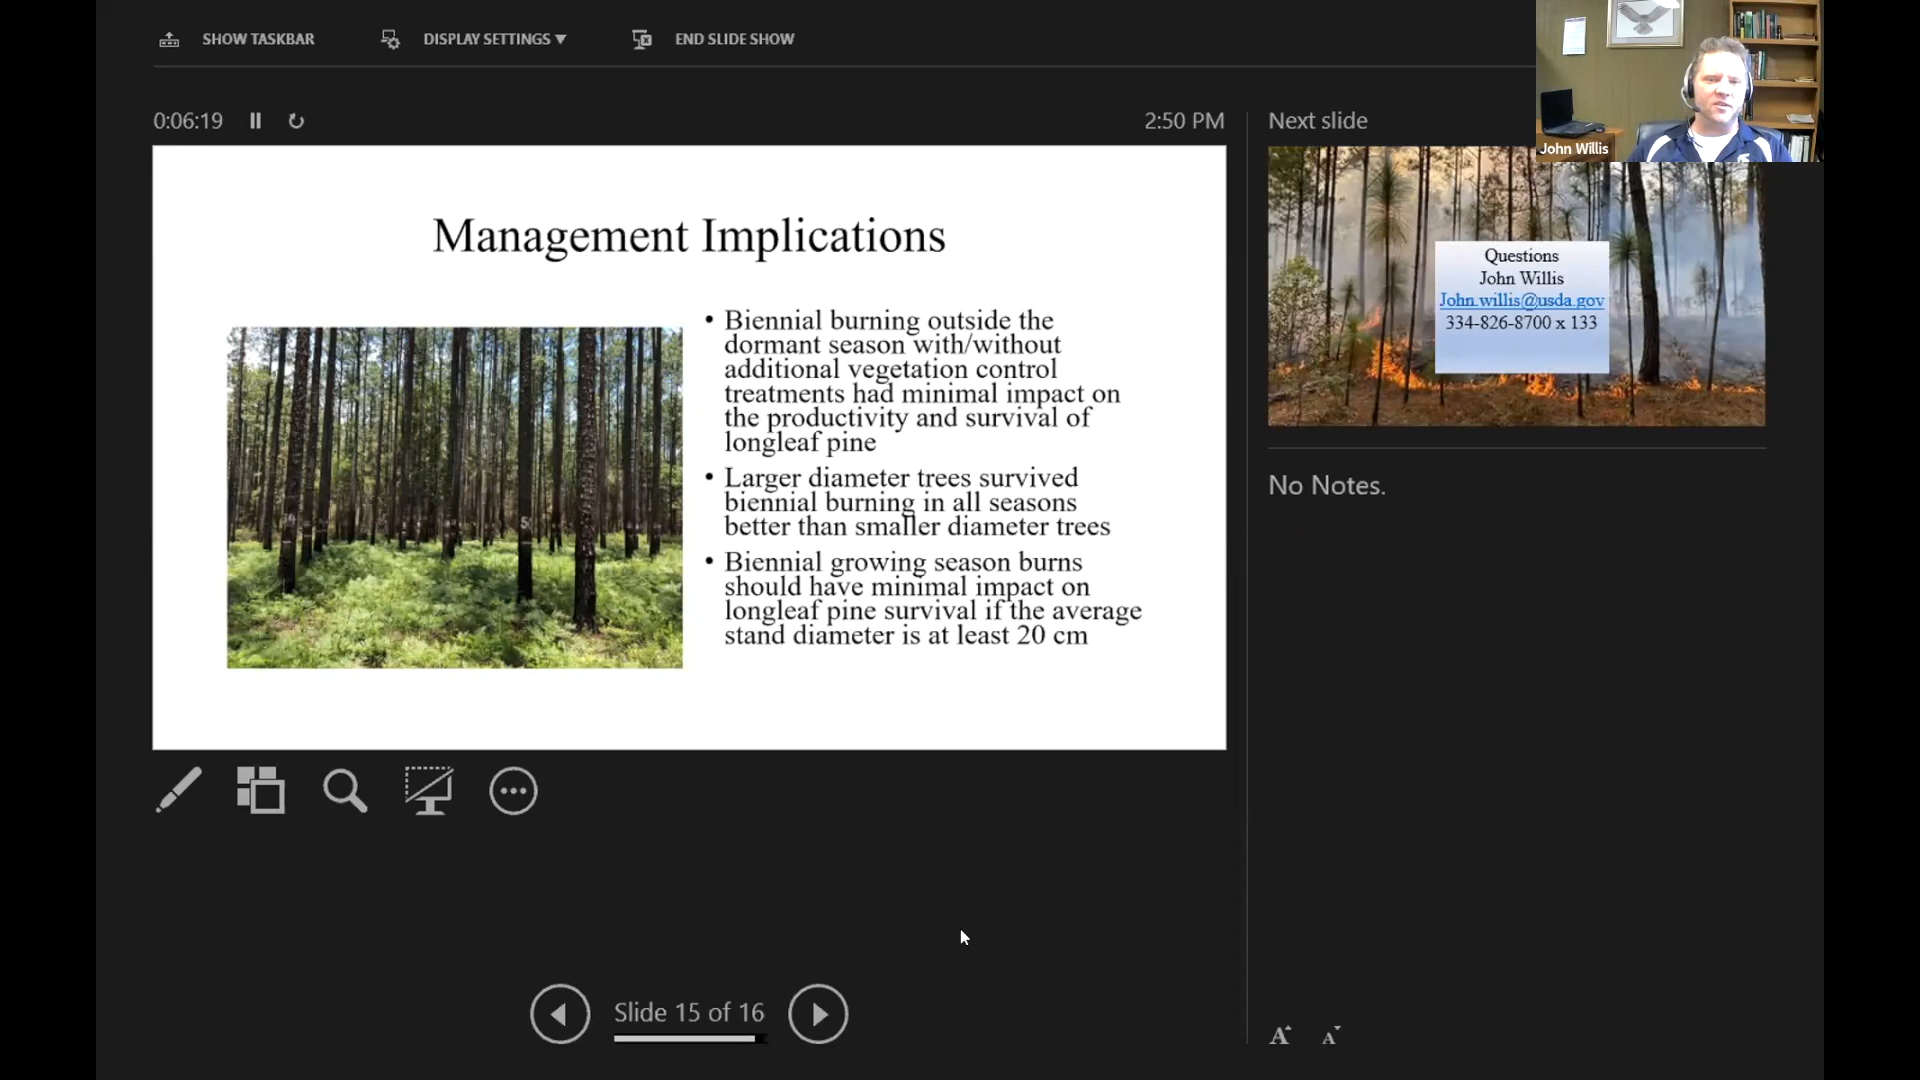 SHOW TASKBAR
DISPLAY SETTINGS ▾
END SLIDE SHOW
0:06:19
2:50 PM
Next slide
John Willis
Management Implications
• Biennial burning outside the
dormant season with/without
additional vegetation control
treatments had minimal impact on
the productivity and survival of
longleaf pine
• Larger diameter trees survived
biennial burning in all seasons
better than smaller diameter trees
• Biennial growing season burns
should have minimal impact on
longleaf pine survival if the average
stand diameter is at least 20 cm
Questions
John Willis
John.willis@usda.gov
334-826-8700 x 133
No Notes.
Slide 15 of 16
A
A